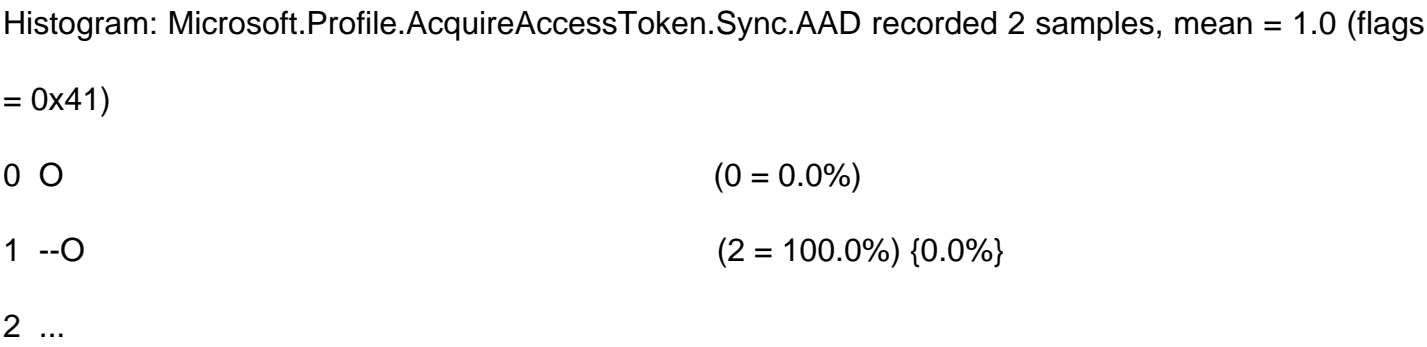 Histogram: Microsoft.Profile.AcquireAccessToken.Sync.AAD recorded 2 samples, mean = 1.0 (flags
= 0x41)
0  O                                                                  (0 = 0.0%)
1  --O                                                                (2 = 100.0%) {0.0%}
2  ...